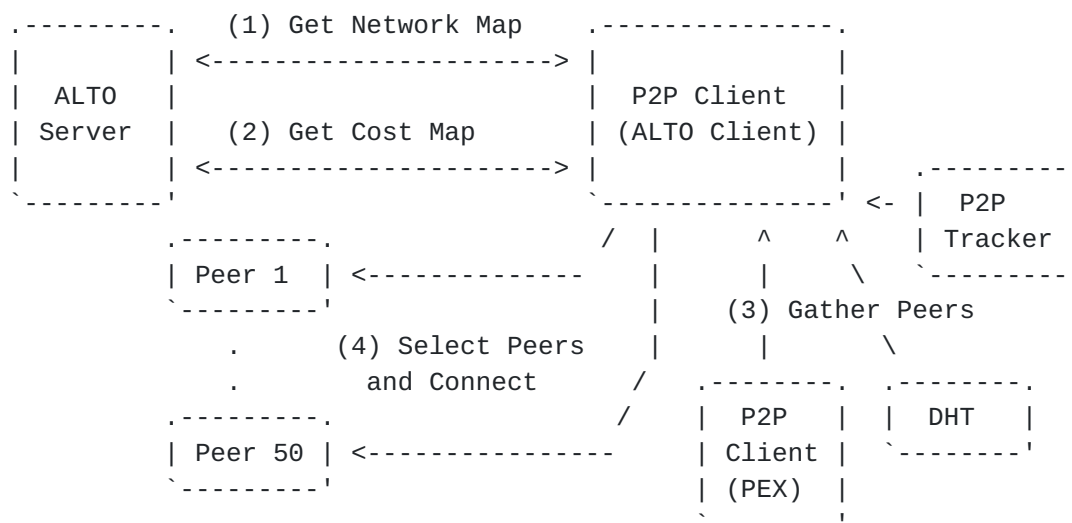 .---------.   (1) Get Network Map    .---------------.
|         | <----------------------> |               |
|  ALTO   |                          |  P2P Client   |
| Server  |   (2) Get Cost Map       | (ALTO Client) |
|         | <----------------------> |               |    .---------
`---------'                          `---------------' <- |  P2P
          .---------.                 /  |      ^    ^    | Tracker
          | Peer 1  | <--------------    |      |     \   `---------
          `---------'                    |    (3) Gather Peers
              .      (4) Select Peers    |      |       \
              .        and Connect      /   .--------. .--------.
          .---------.                  /    |  P2P   | |  DHT   |
          | Peer 50 | <----------------     | Client | `--------'
          `---------'                       | (PEX)  |
                                            `        '